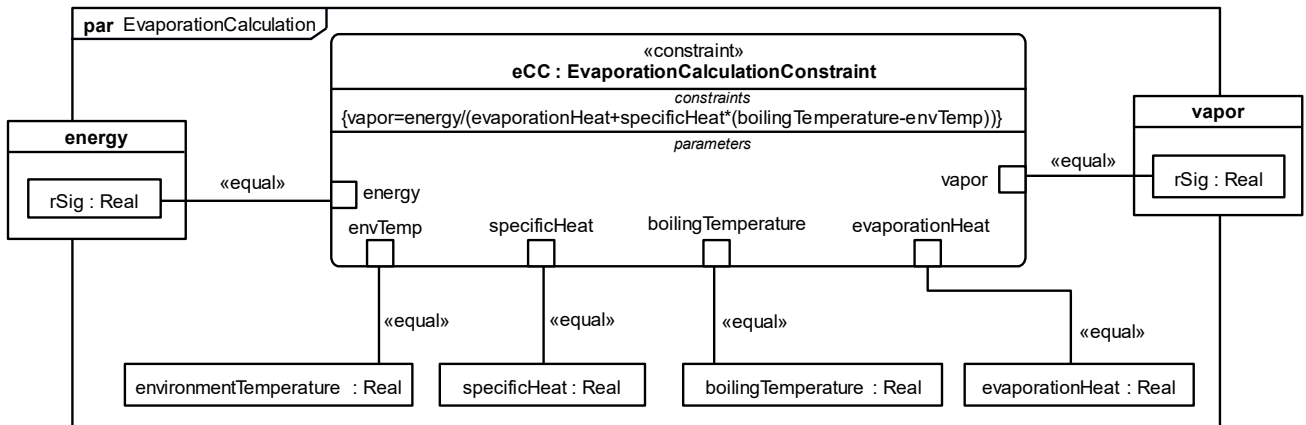 par EvaporationCalculation
«constraint»
eCC : EvaporationCalculationConstraint
constraints
{vapor=energy/(evaporationHeat+specificHeat*(boilingTemperature-envTemp))}
parameters
energy
rSig : Real
«equal»
energy
vapor
«equal»
vapor
rSig : Real
envTemp
specificHeat
boilingTemperature
evaporationHeat
«equal»
«equal»
«equal»
«equal»
environmentTemperature : Real
specificHeat : Real
boilingTemperature : Real
evaporationHeat : Real